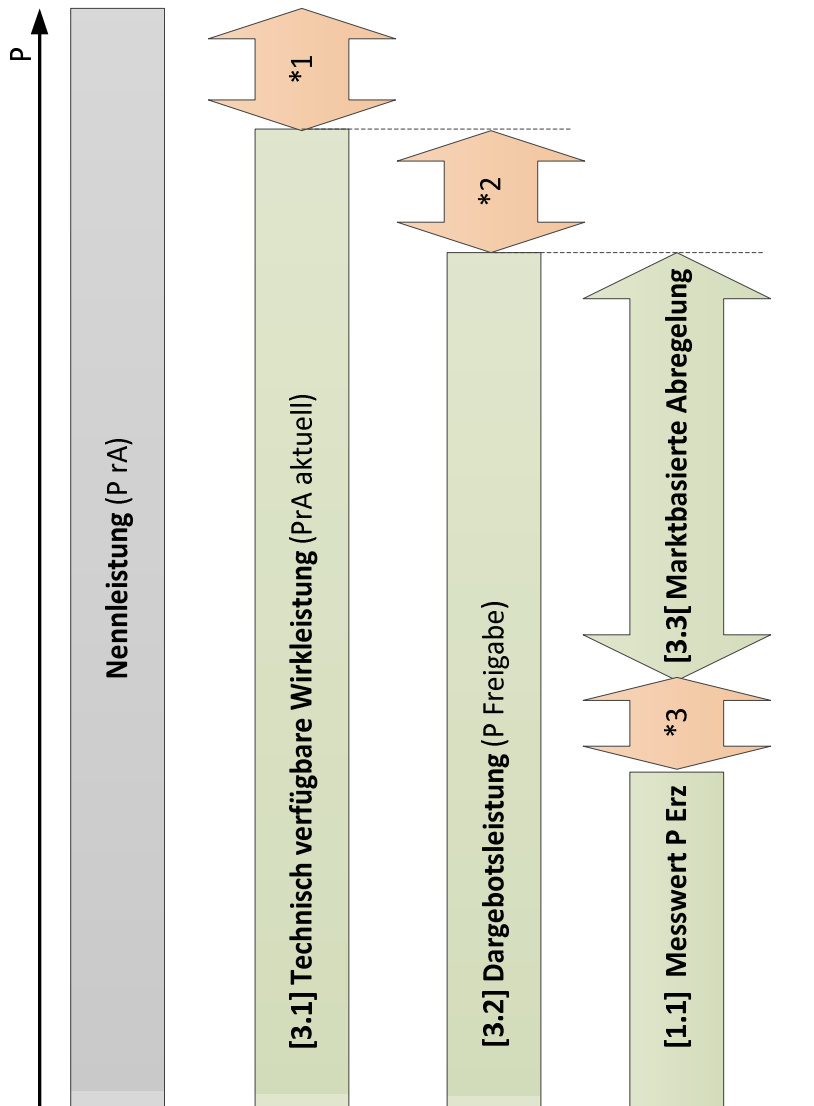 P
Nennleistung (P rA)
*1
[3.1] Technisch verfügbare Wirkleistung (PrA aktuell)
*2
[3.2] Dargebotsleistung (P Freigabe)
[3.3[ Marktbasierte Abregelung
*3
[1.1] Messwert P Erz